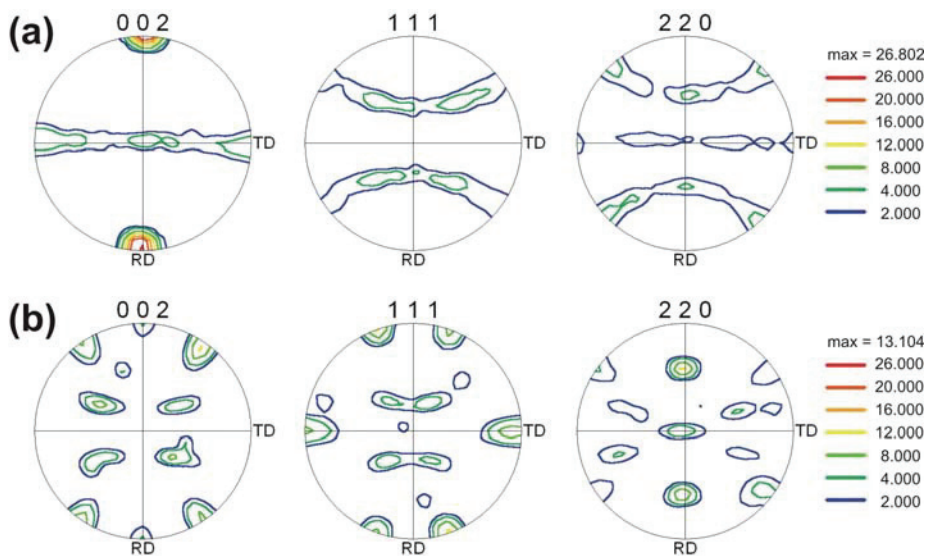 (a)
0 0 2
1 1 1
2 2 0
TD
TD
TD
RD
RD
RD
max = 26.802
26.000
20.000
16.000
12.000
8.000
4.000
2.000
(b)
0 0 2
1 1 1
2 2 0
TD
TD
TD
RD
RD
RD
max = 13.104
26.000
20.000
16.000
12.000
8.000
4.000
2.000